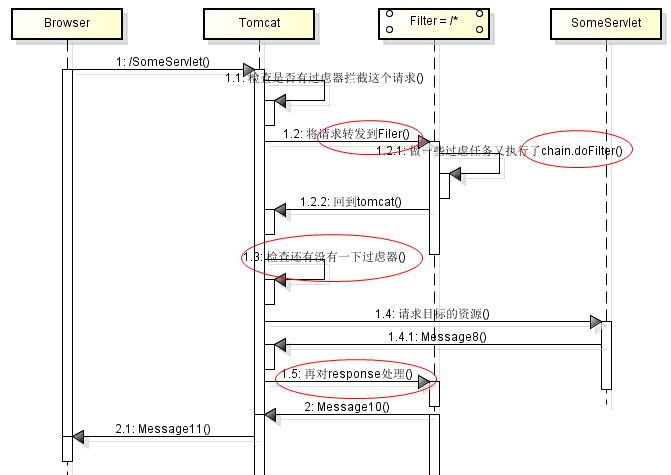 Browser
Tomcat
Filter = /*
SomeServlet
1: /SomeServlet()
1.1: 检查是否有过虑器拦截这个请求()
1.2: 将请求转发到Filer()
1.2.1: 做一些过虑任务又执行了chain.doFilter()
1.2.2: 回到tomcat()
1.3: 检查还有没有一下过虑器()
1.4: 请求目标的资源()
1.4.1: Message8()
1.5: 再对response处理()
2: Message10()
2.1: Message11()